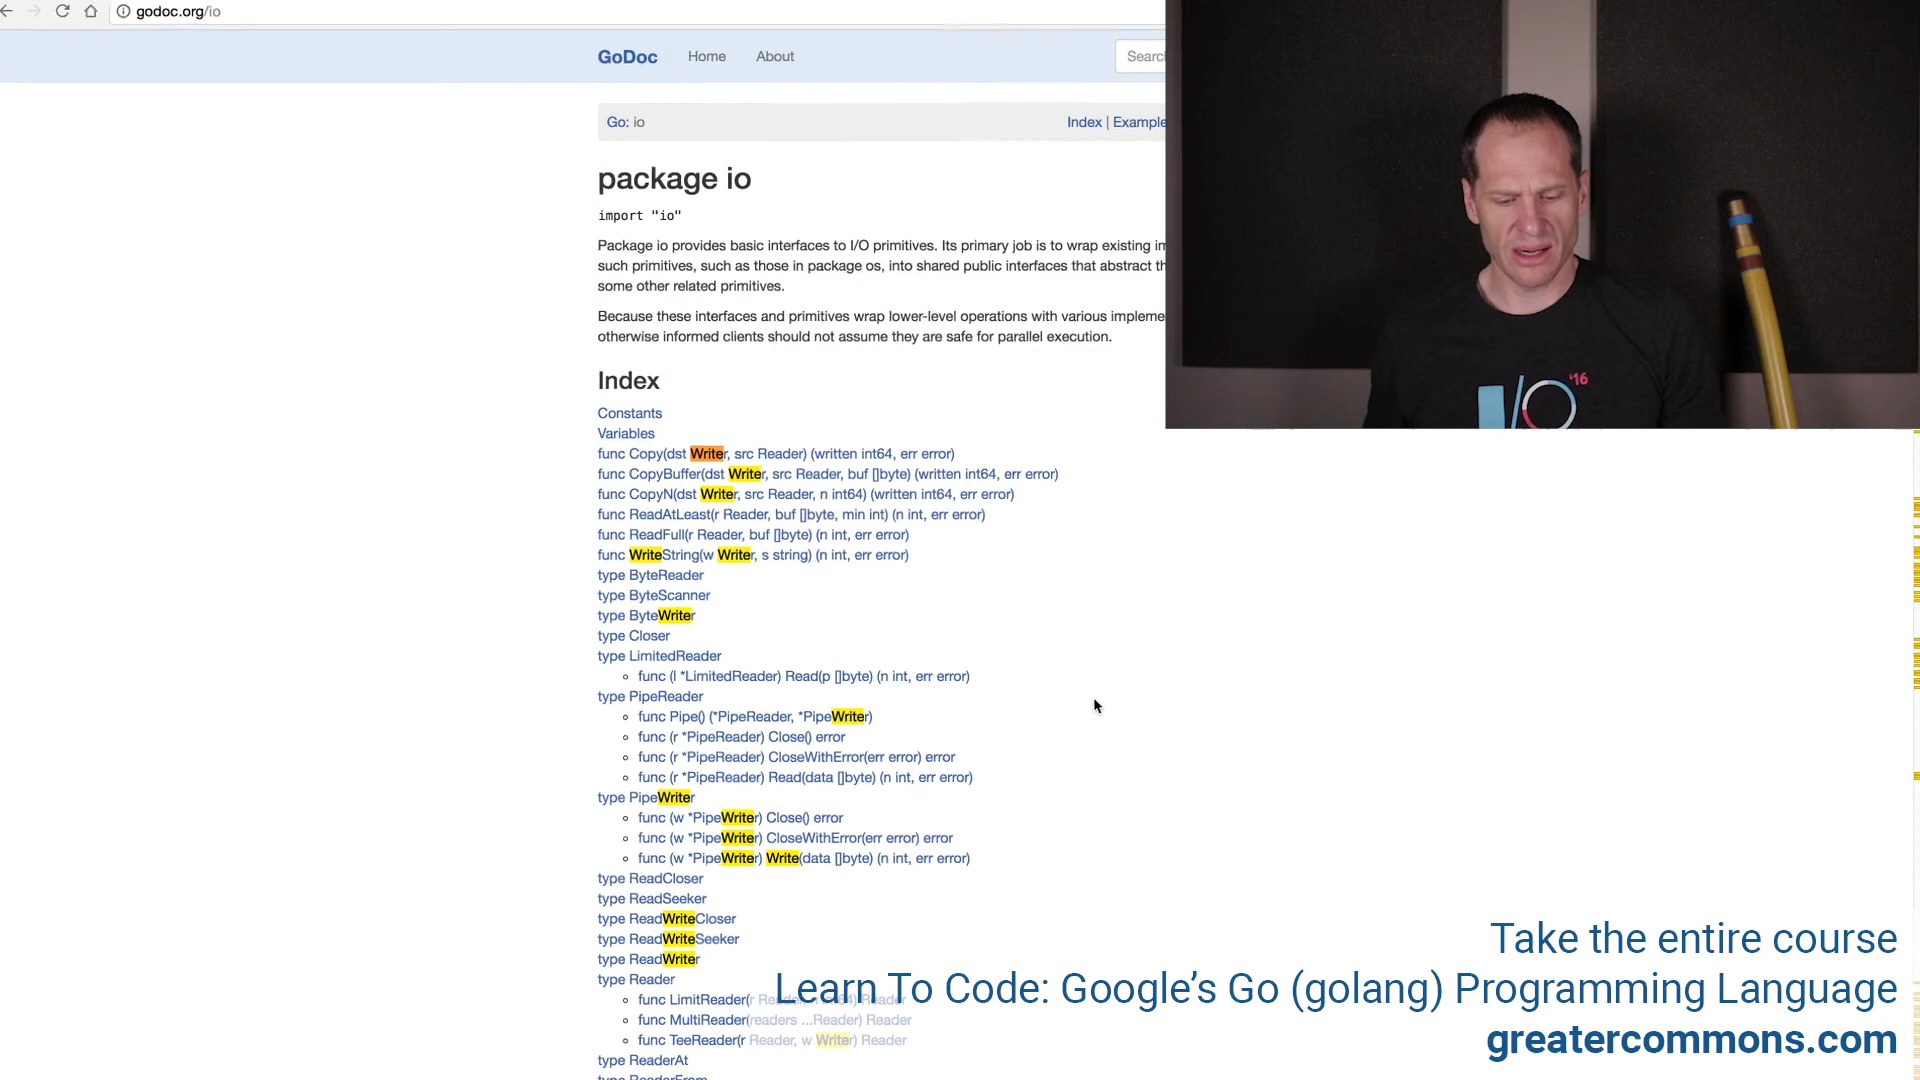 godoc.org/io
GoDoc Home About Searc
Go: io Index | Example
package io
import "io"
Package io provides basic interfaces to I/O primitives. Its primary job is to wrap existing
such primitives, such as those in package os, into shared public interfaces that abstract
some other related primitives.
Because these interfaces and primitives wrap lower-level operations with various
otherwise informed clients should not assume they are safe for parallel execution.
Index
Constants
Variables
func Copy(dst Writer, src Reader) (written int64, err error)
func CopyBuffer(dst Writer, src Reader, buf []byte) (written int64, err error)
func CopyN(dst Writer, src Reader, n int64) (written int64, err error)
func ReadAtLeast(r Reader, buf []byte, min int) (n int, err error)
func ReadFull(r Reader, buf []byte) (n int, err error)
func WriteString(w Writer, s string) (n int, err error)
type ByteReader
type ByteScanner
type ByteWriter
type Closer
type LimitedReader
func (l *LimitedReader) Read(p []byte) (n int, err error)
type PipeReader
func Pipe() (*PipeReader, *PipeWriter)
func (r *PipeReader) Close() error
func (r *PipeReader) CloseWithError(err error) error
func (r *PipeReader) Read(data []byte) (n int, err error)
type PipeWriter
func (w *PipeWriter) Close() error
func (w *PipeWriter) CloseWithError(err error) error
func (w *PipeWriter) Write(data []byte) (n int, err error)
type ReadCloser
type ReadSeeker
type ReadWriteCloser
type ReadWriteSeeker
type ReadWriter
type Reader
func LimitReader(r Reader, n int64) Reader
func MultiReader(readers ...Reader) Reader
func TeeReader(r Reader, w Writer) Reader
type ReaderAt
type ReaderFrom
I/O '16
Take the entire course
Learn To Code: Google's Go (golang) Programming Language
greatercommons.com